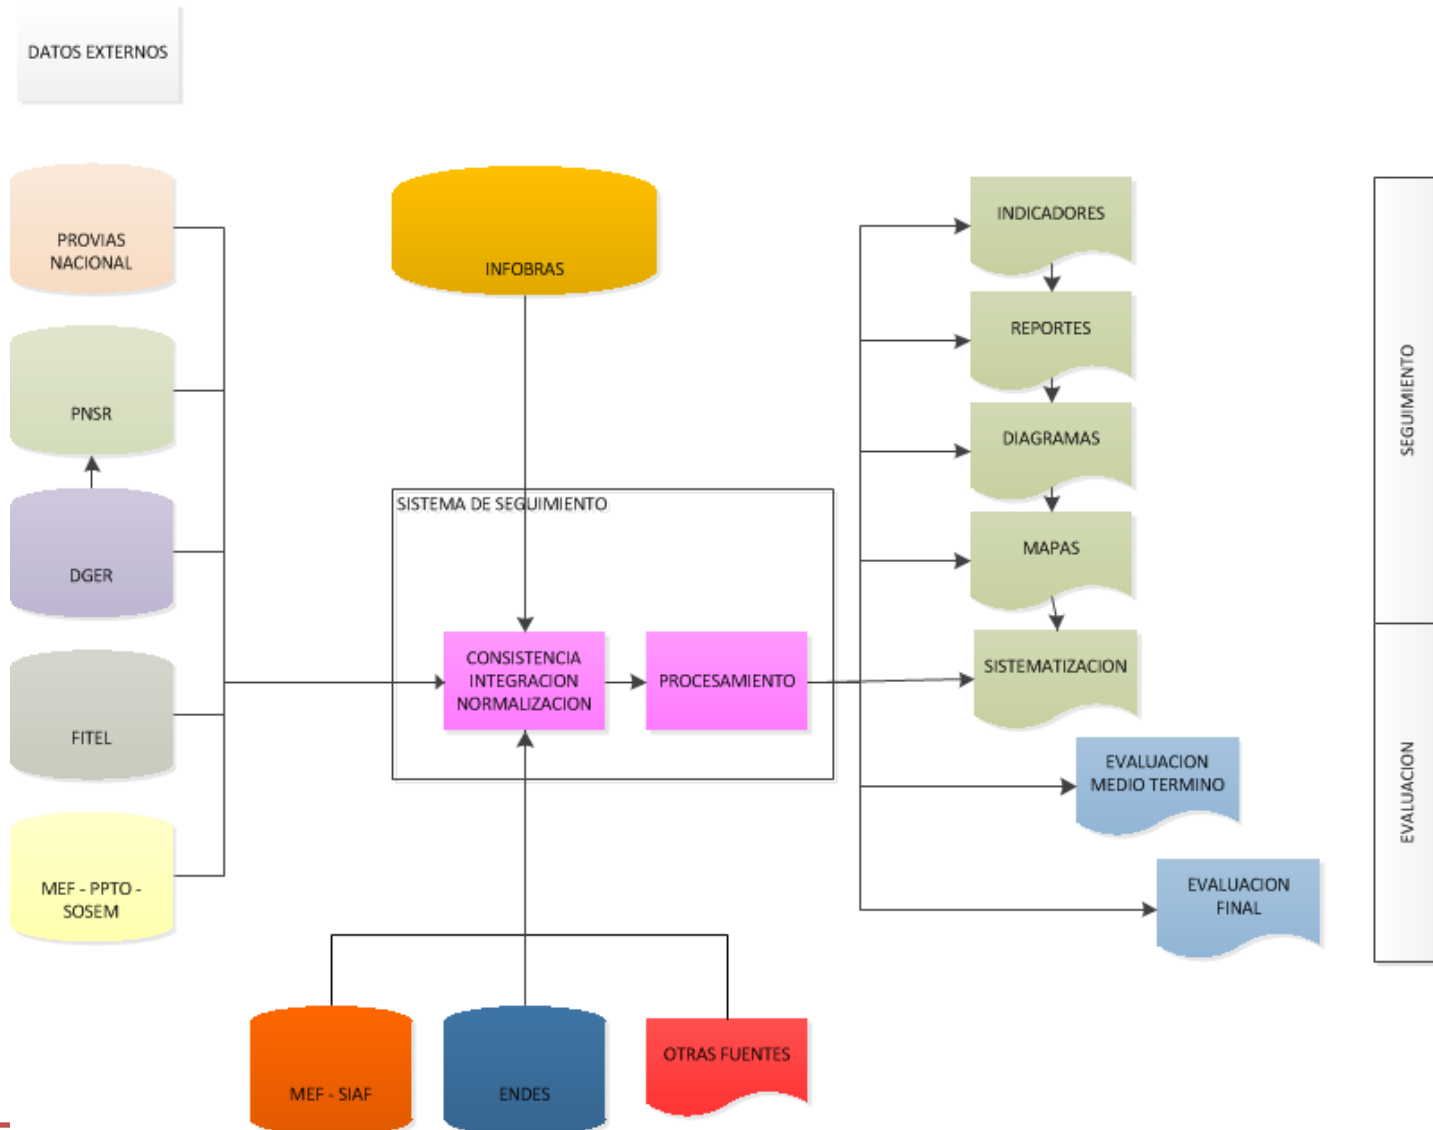 DATOS EXTERNOS
PROVIAS
NACIONAL
PNSR
DGER
FITEL
MEF - PPTO -
SOSEM
INFOBRAS
SISTEMA DE SEGUIMIENTO
CONSISTENCIA
INTEGRACION
NORMALIZACION
PROCESAMIENTO
MEF - SIAF
ENDES
OTRAS FUENTES
INDICADORES
REPORTES
DIAGRAMAS
MAPAS
SISTEMATIZACION
EVALUACION
MEDIO TERMINO
EVALUACION
FINAL
SEGUIMIENTO
EVALUACION